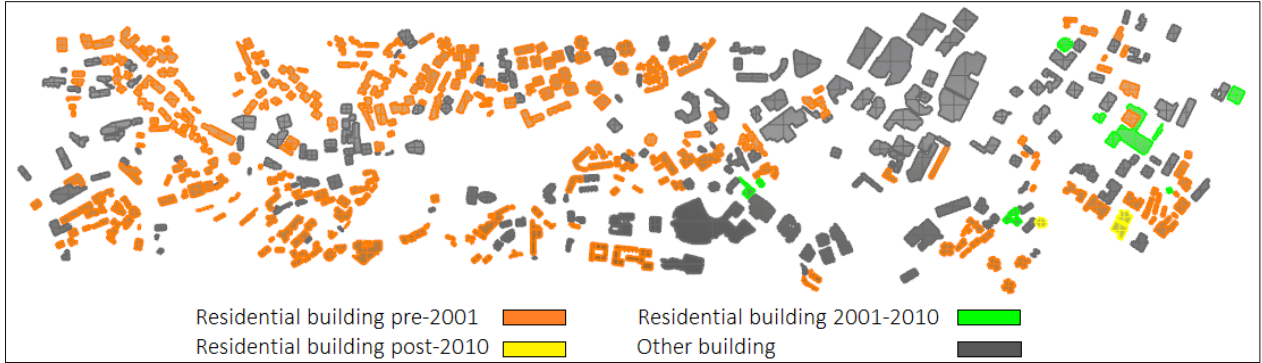 Residential building pre-2001
Residential building 2001-2010
Residential building post-2010
Other building